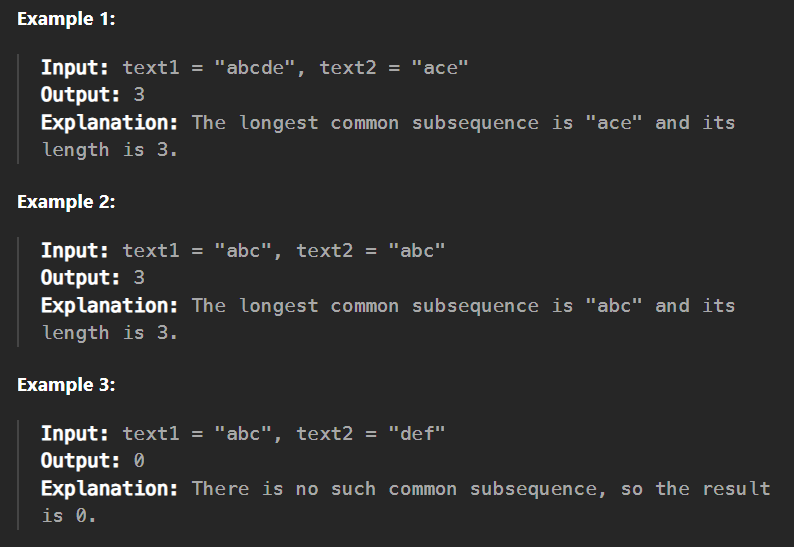 Example 1:
Input: text1 = "abcde", text2 = "ace"
Output: 3
Explanation: The longest common subsequence is "ace" and its
length is 3.
Example 2:
Input: text1 = "abc", text2 = "abc"
Output: 3
Explanation: The longest common subsequence is "abc" and its
length is 3.
Example 3:
Input: text1 = "abc", text2 = "def"
Output: 0
Explanation: There is no such common subsequence, so the result
is 0.